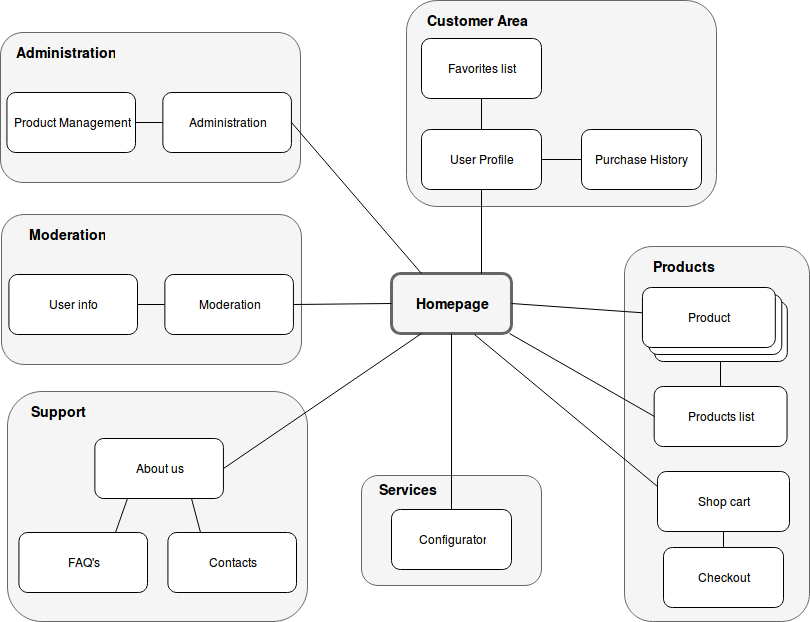 Customer Area
Favorites list
User Profile
Purchase History
Administration
Product Management
Administration
Moderation
User info
Moderation
Homepage
Products
Product
Products list
Shop cart
Checkout
Support
About us
FAQ's
Contacts
Services
Configurator